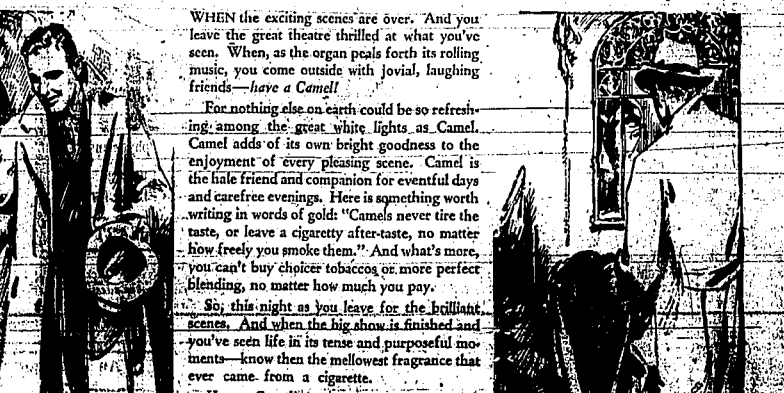 WHEN the exciting scenes are over. And you
leave the great theatre thrilled at what you've
seen. When, as the organ peals forth its rolling
music, you come outside with jovial, laughing
friends—have a Camel!
For nothing else on earth could be so refresh-
ing among the great white lights as Camel.
Camel adds of its own bright goodness to the
enjoyment of every pleasing scene. Camel is
the hale friend and companion for eventful days
and carefree evenings. Here is something worth
writing in words of gold: "Camels never tire the
taste, or leave a cigaretty after-taste, no matter
how freely you smoke them." And what's more,
you can't buy choicer tobaccos or more perfect
blending, no matter how much you pay.
So, this night as you leave for the brilliant
scenes. And when the big show is finished and
you've seen life in its tense and purposeful mo-
ments—know then the mellowest fragrance that
ever came from a cigarette.